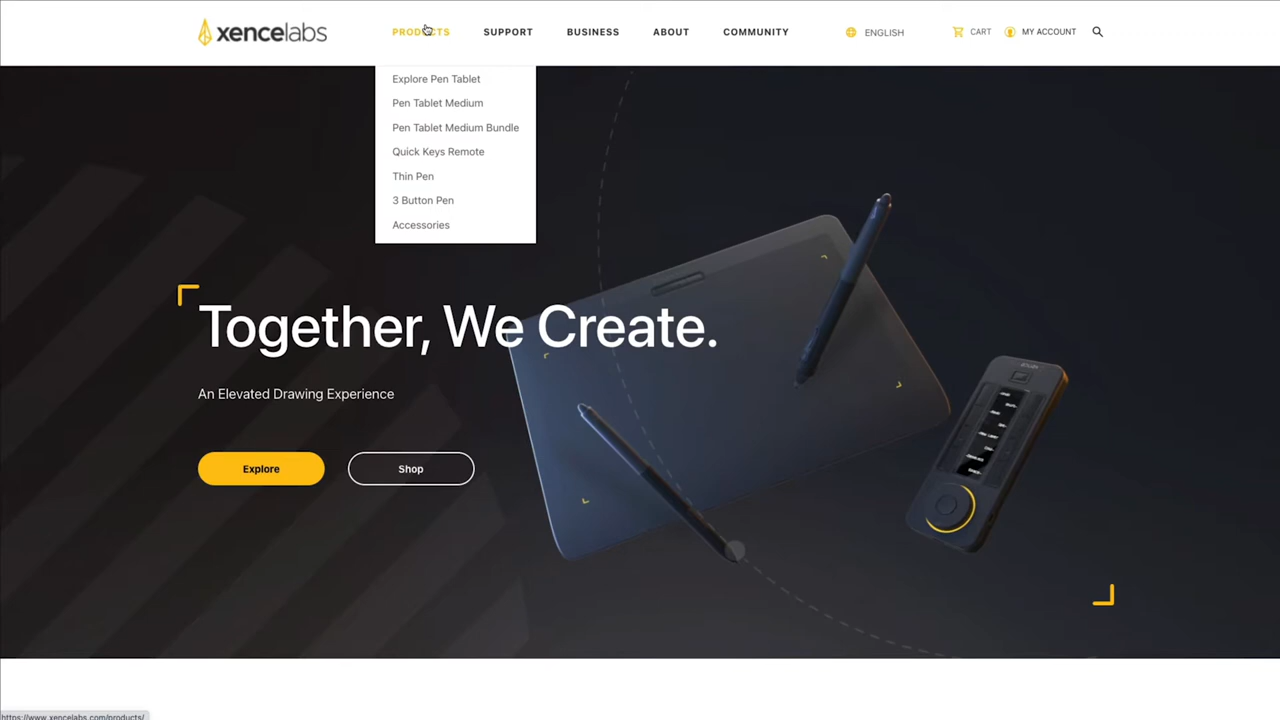 xencelabs
PRODUCTS SUPPORT BUSINESS ABOUT COMMUNITY ENGLISH CART MY ACCOUNT
Explore Pen Tablet
Pen Tablet Medium
Pen Tablet Medium Bundle
Quick Keys Remote
Thin Pen
3 Button Pen
Accessories
Together, We Create.
An Elevated Drawing Experience
Explore Shop
https://www.xencelabs.com/products/